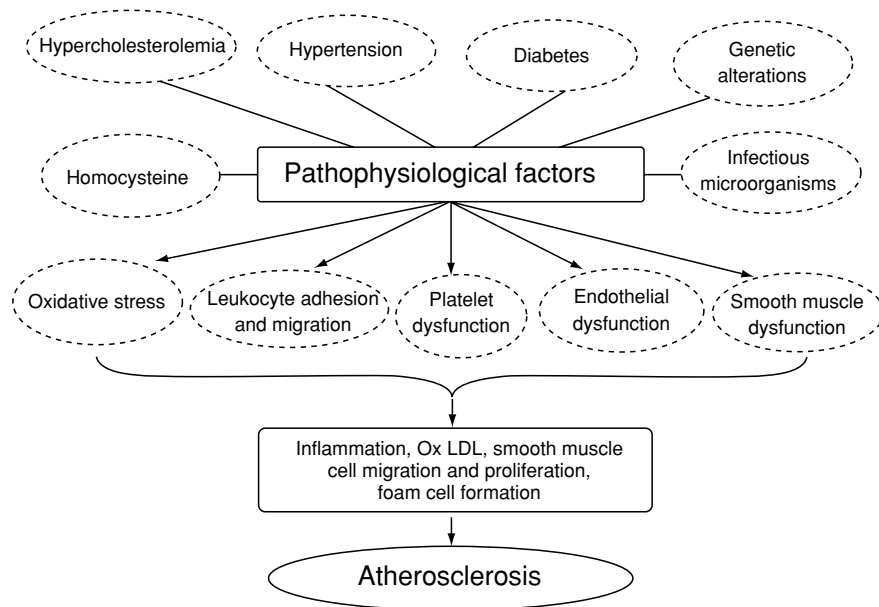 Hypercholesterolemia
Hypertension
Diabetes
Genetic
alterations
Homocysteine
Pathophysiological factors
Infectious
microorganisms
Oxidative stress
Leukocyte adhesion
and migration
Platelet
dysfunction
Endothelial
dysfunction
Smooth muscle
dysfunction
Inflammation, Ox LDL, smooth muscle
cell migration and proliferation,
foam cell formation
Atherosclerosis